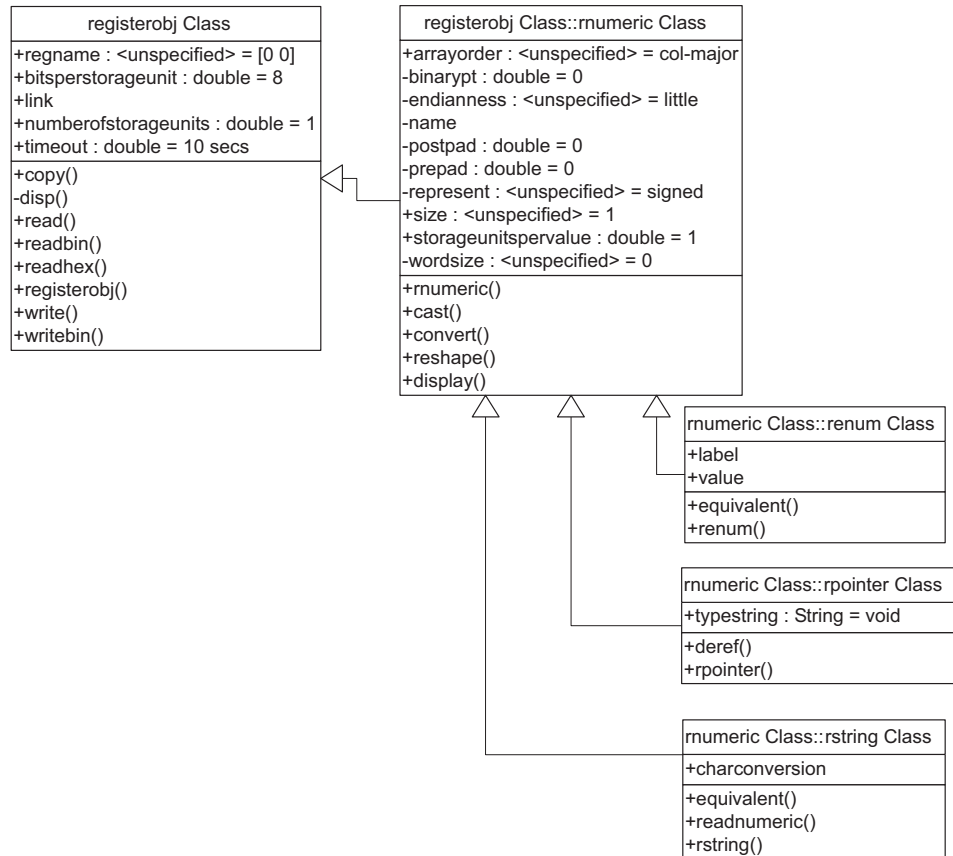 registerobj Class
+regname : <unspecified> = [0 0]
+bitsperstorageunit : double = 8
+link
+numberofstorageunits : double = 1
+timeout : double = 10 secs
+copy()
-disp()
+read()
+readbin()
+readhex()
+registerobj()
+write()
+writebin()
registerobj Class::rnumeric Class
+arrayorder : <unspecified> = col-major
-binarypt : double = 0
-endianness : <unspecified> = little
-name
-postpad : double = 0
-prepad : double = 0
-represent : <unspecified> = signed
+size : <unspecified> = 1
+storageunitspervalue : double = 1
-wordsize : <unspecified> = 0
+rnumeric()
+cast()
+convert()
+reshape()
+display()
rnumeric Class::renum Class
+label
+value
+equivalent()
+renum()
rnumeric Class::rpointer Class
+typestring : String = void
+deref()
+rpointer()
rnumeric Class::rstring Class
+charconversion
+equivalent()
+readnumeric()
+rstring()